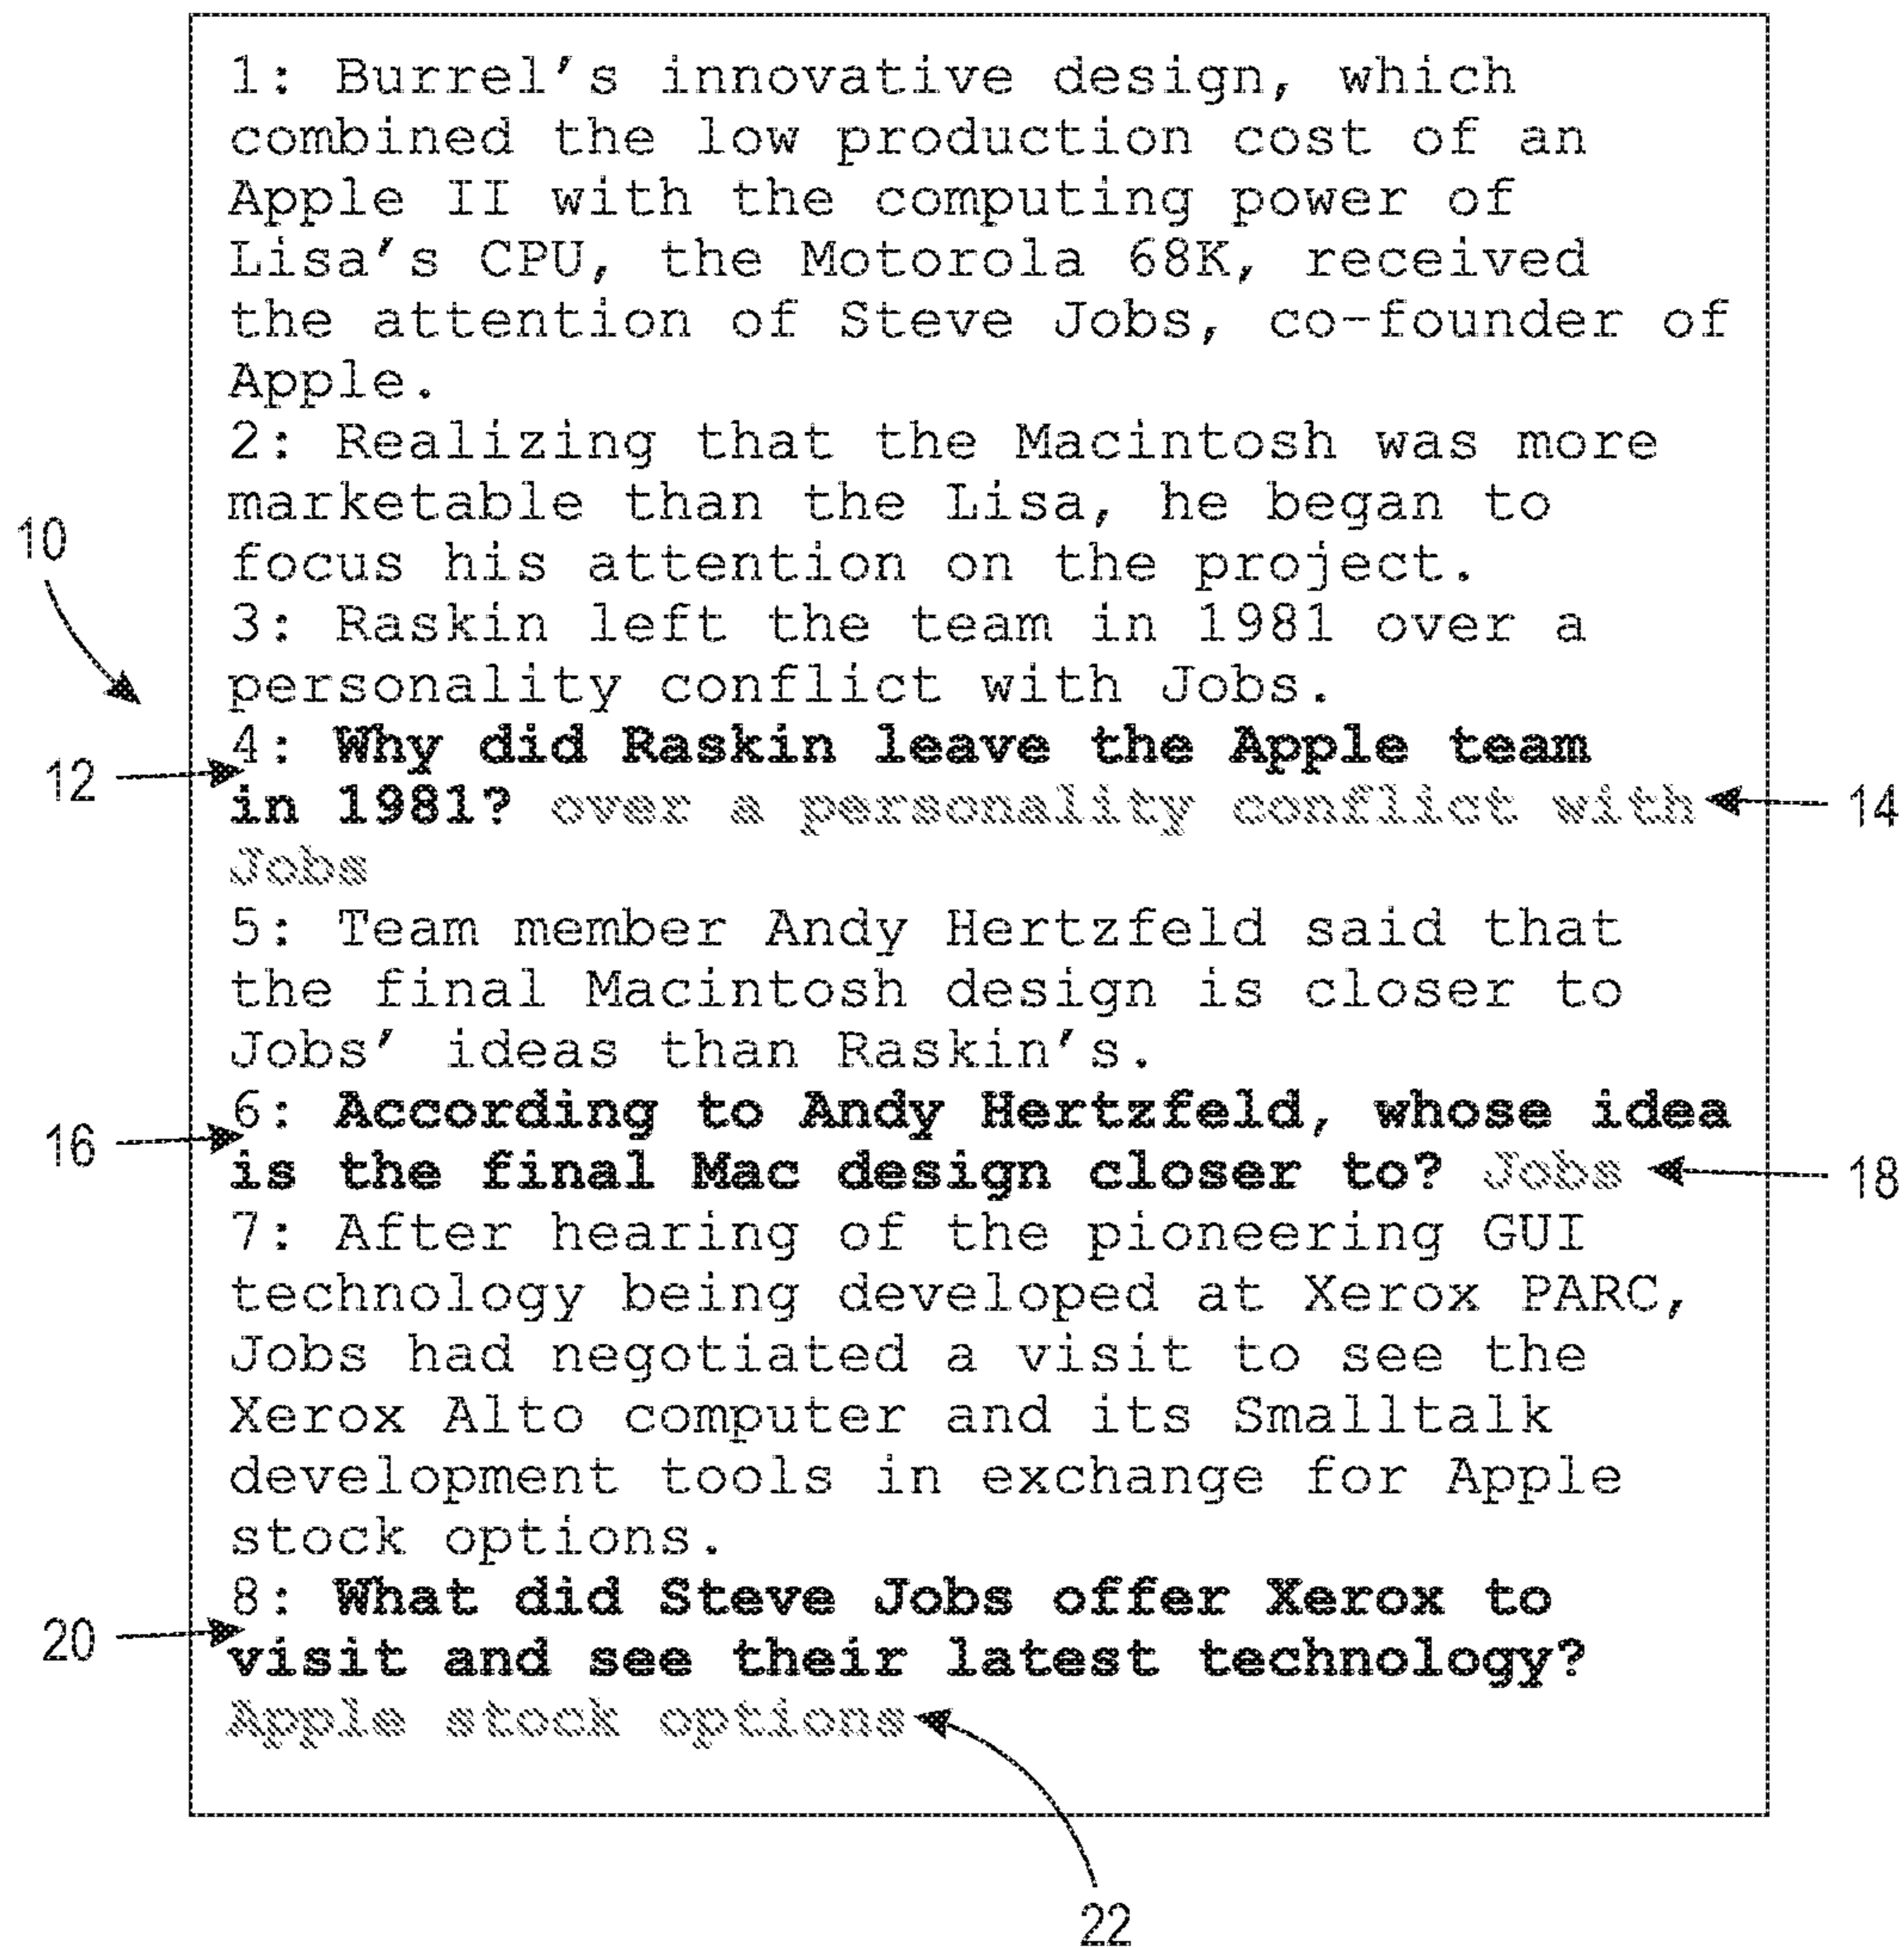 1: Burrel's innovative design, which
combined the low production cost of an
Apple II with the computing power of
Lisa's CPU, the Motorola 68K, received
the attention of Steve Jobs, co-founder of
Apple.
2: Realizing that the Macintosh was more
marketable than the Lisa, he began to
focus his attention on the project.
10
3: Raskin left the team in 1981 over a
personality conflict with Jobs.
4: Why did Raskin leave the Apple team
12
in 1981? over a personality conflict with
14
Jobs
5: Team member Andy Hertzfeld said that
the final Macintosh design is closer to
Jobs' ideas than Raskin's.
6: According to Andy Hertzfeld, whose idea
16
is the final Mac design closer to? Jobs
18
7: After hearing of the pioneering GUI
technology being developed at Xerox PARC,
Jobs had negotiated a visit to see the
Xerox Alto computer and its Smalltalk
development tools in exchange for Apple
stock options.
8: What did Steve Jobs offer Xerox to
20
visit and see their latest technology?
Apple stock options
22